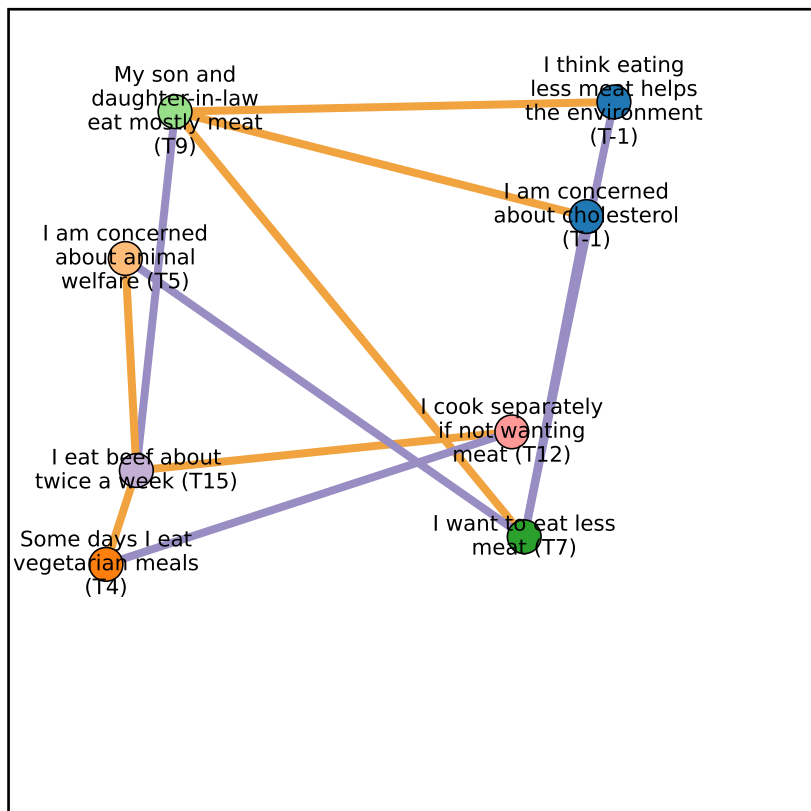 My son and
daughter-in-law
eat mostly meat
(T9)
I think eating
less meat helps
the environment
(T-1)
I am concerned
about cholesterol
(T-1)
I am concerned
about animal
welfare (T5)
I cook separately
if not wanting
meat (T12)
I eat beef about
twice a week (T15)
I want to eat less
meat (T7)
Some days I eat
vegetarian meals
(T4)